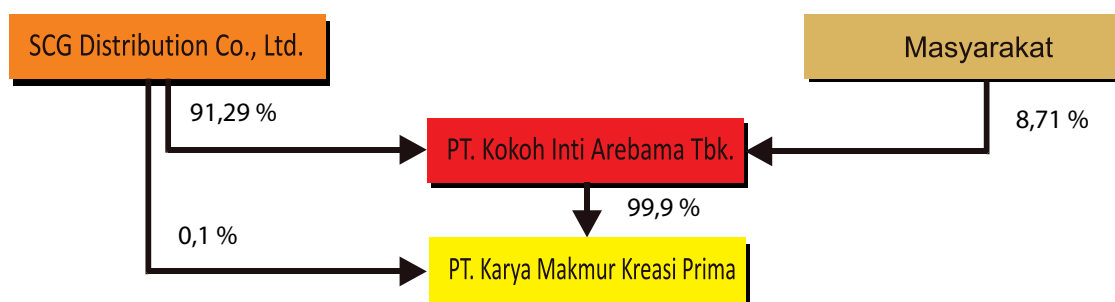 SCG Distribution Co., Ltd.
Masyarakat
91,29 %
8,71 %
PT. Kokoh Inti Arebama Tbk.
99,9 %
0,1 %
PT. Karya Makmur Kreasi Prima